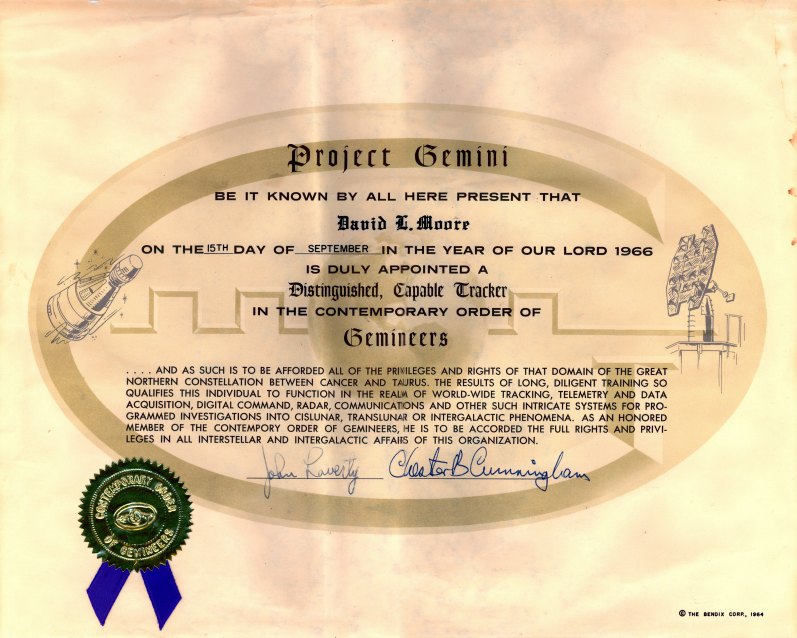 Project Gemini
BE IT KNOWN BY ALL HERE PRESENT THAT
David L. Moore
ON THE 15TH DAY OF SEPTEMBER IN THE YEAR OF OUR LORD 1966
IS DULY APPOINTED A
Distinguished, Capable Tracker
IN THE CONTEMPORARY ORDER OF
Gemineers
. . . . AND AS SUCH IS TO BE AFFORDED ALL OF THE PRIVILEGES AND RIGHTS OF THAT DOMAIN OF THE GREAT
NORTHERN CONSTELLATION BETWEEN CANCER AND TAURUS. THE RESULTS OF LONG, DILIGENT TRAINING SO
QUALIFIES THIS INDIVIDUAL TO FUNCTION IN THE REALM OF WORLD-WIDE TRACKING, TELEMETRY AND DATA
ACQUISITION, DIGITAL COMMAND, RADAR, COMMUNICATIONS AND OTHER SUCH INTRICATE SYSTEMS FOR PRO-
GRAMMED INVESTIGATIONS INTO CISLUNAR, TRANSLUNAR OR INTERGALACTIC PHENOMENA. AS AN HONORED
MEMBER OF THE CONTEMPORY ORDER OF GEMINEERS, HE IS TO BE ACCORDED THE FULL RIGHTS AND PRIVI-
LEGES IN ALL INTERSTELLAR AND INTERGALACTIC AFFAIRS OF THIS ORGANIZATION.
John Laverty Chester B Cunningham
CONTEMPORARY ORDER
OF GEMINEERS
© THE BENDIX CORP., 1964